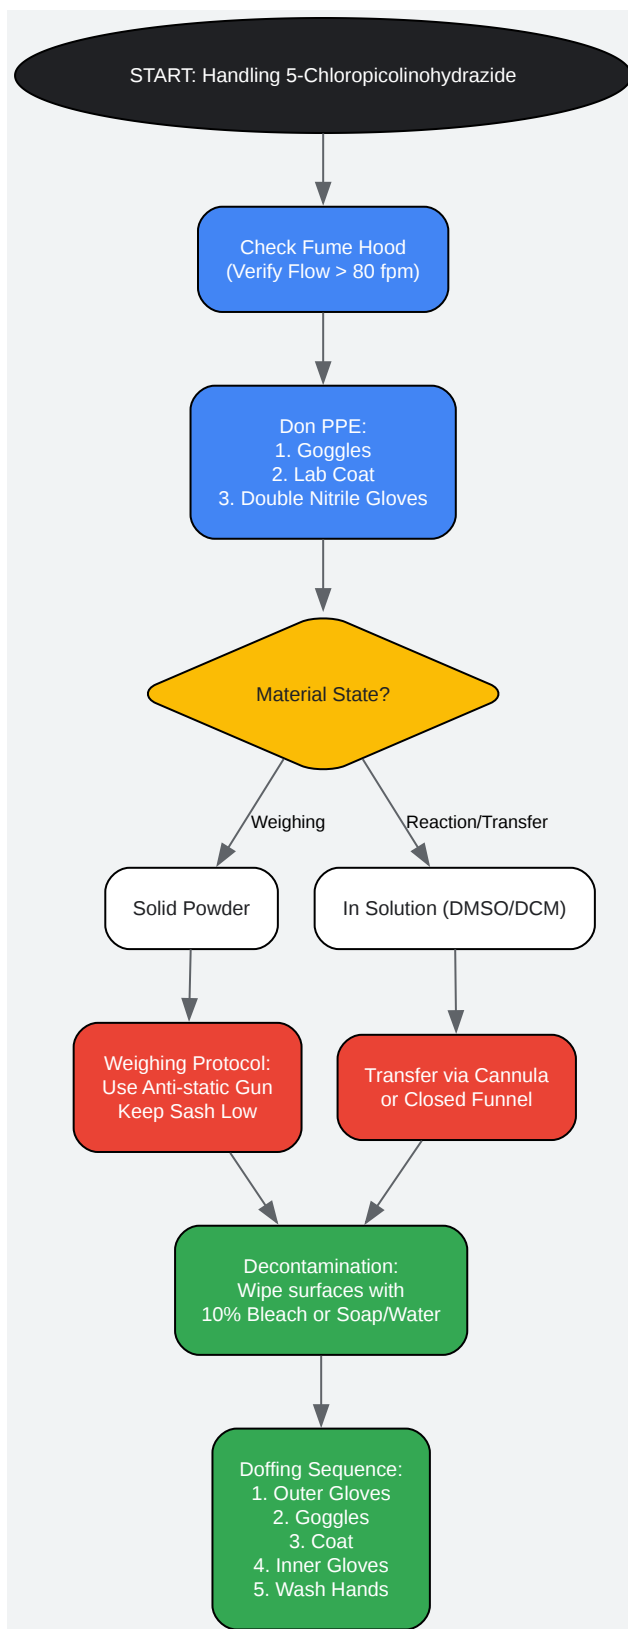 START: Handling 5-Chloropicolinohydrazide
Check Fume Hood
(Verify Flow > 80 fpm)
Don PPE:
1. Goggles
2. Lab Coat
3. Double Nitrile Gloves
Material State?
Weighing
Reaction/Transfer
Solid Powder
In Solution (DMSO/DCM)
Weighing Protocol:
Use Anti-static Gun
Keep Sash Low
Transfer via Cannula
or Closed Funnel
Decontamination:
Wipe surfaces with
10% Bleach or Soap/Water
Doffing Sequence:
1. Outer Gloves
2. Goggles
3. Coat
4. Inner Gloves
5. Wash Hands